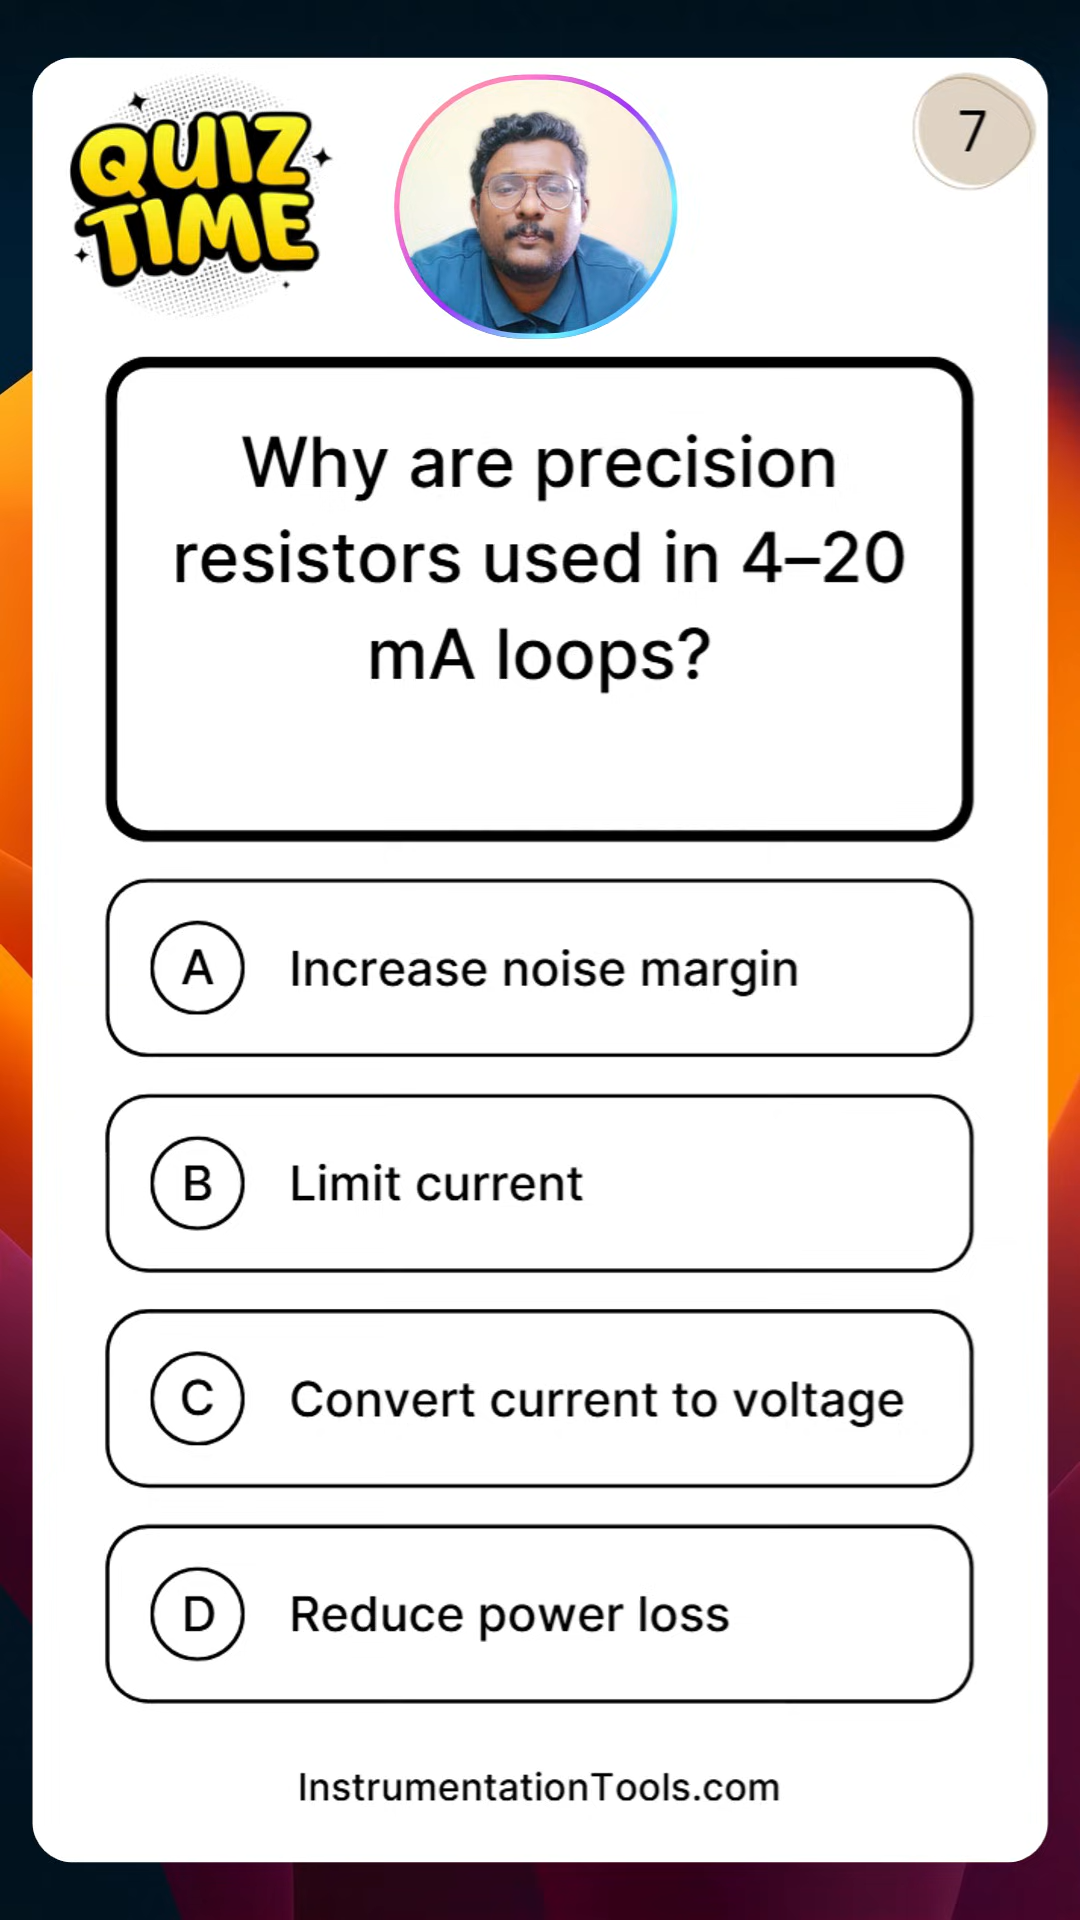 QUIZ
TIME
7
Why are precision
resistors used in 4–20
mA loops?
A Increase noise margin
B Limit current
C Convert current to voltage
D Reduce power loss
InstrumentationTools.com